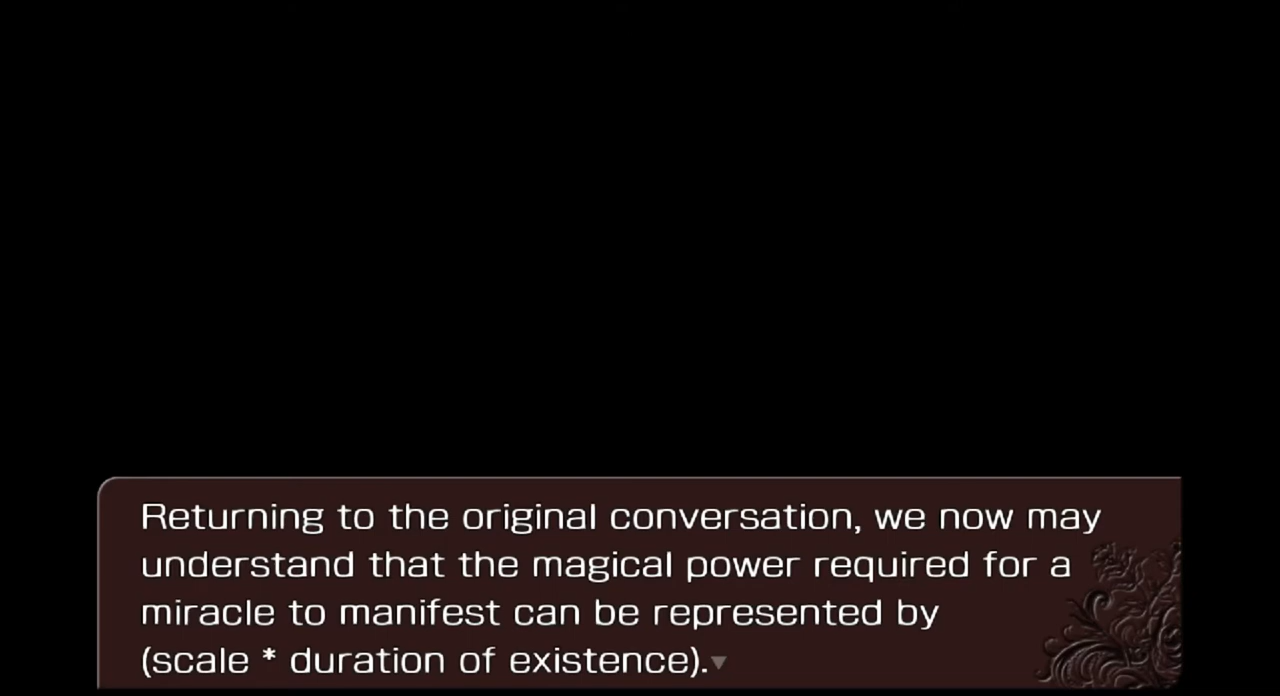 Returning to the original conversation, we now may
understand that the magical power required for a
miracle to manifest can be represented by
(scale * duration of existence).